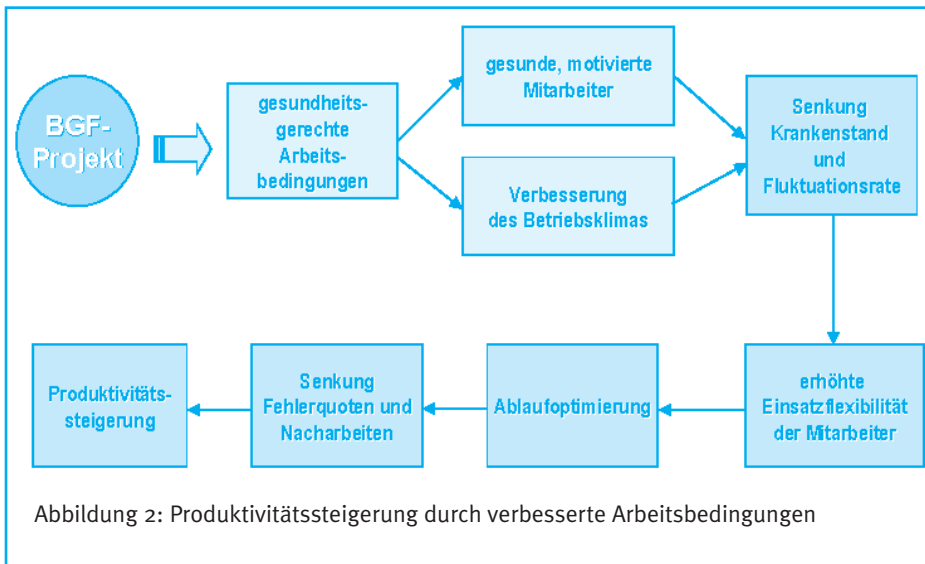 BGF-
Projekt
gesundheits-
gerechte
Arbeits-
bedingungen
gesunde, motivierte
Mitarbeiter
Verbesserung
des Betriebsklimas
Senkung
Krankenstand
und
Fluktuationsrate
erhöhte
Einsatzflexibilität
der Mitarbeiter
Ablaufoptimierung
Senkung
Fehlerquoten und
Nacharbeiten
Produktivitäts-
steigerung
Abbildung 2: Produktivitätssteigerung durch verbesserte Arbeitsbedingungen